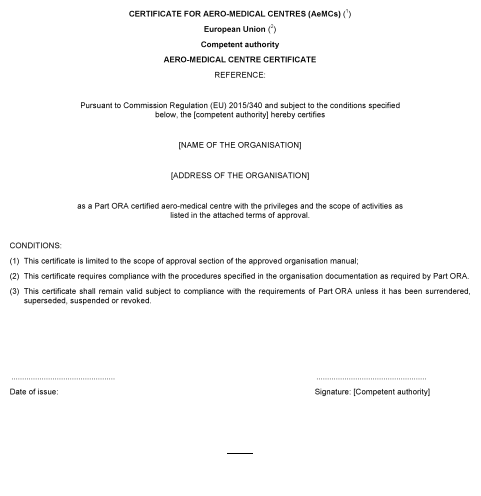 CERTIFICATE FOR AERO-MEDICAL CENTRES (AeMCs) (1)
European Union (2)
Competent authority
AERO-MEDICAL CENTRE CERTIFICATE
REFERENCE:
Pursuant to Commission Regulation (EU) 2015/340 and subject to the conditions specified
below, the [competent authority] hereby certifies
[NAME OF THE ORGANISATION]
[ADDRESS OF THE ORGANISATION]
as a Part ORA certified aero-medical centre with the privileges and the scope of activities as
listed in the attached terms of approval.
CONDITIONS:
(1) This certificate is limited to the scope of approval section of the approved organisation manual;
(2) This certificate requires compliance with the procedures specified in the organisation documentation as required by Part ORA.
(3) This certificate shall remain valid subject to compliance with the requirements of Part ORA unless it has been surrendered,
superseded, suspended or revoked.
Date of issue:
Signature: [Competent authority]